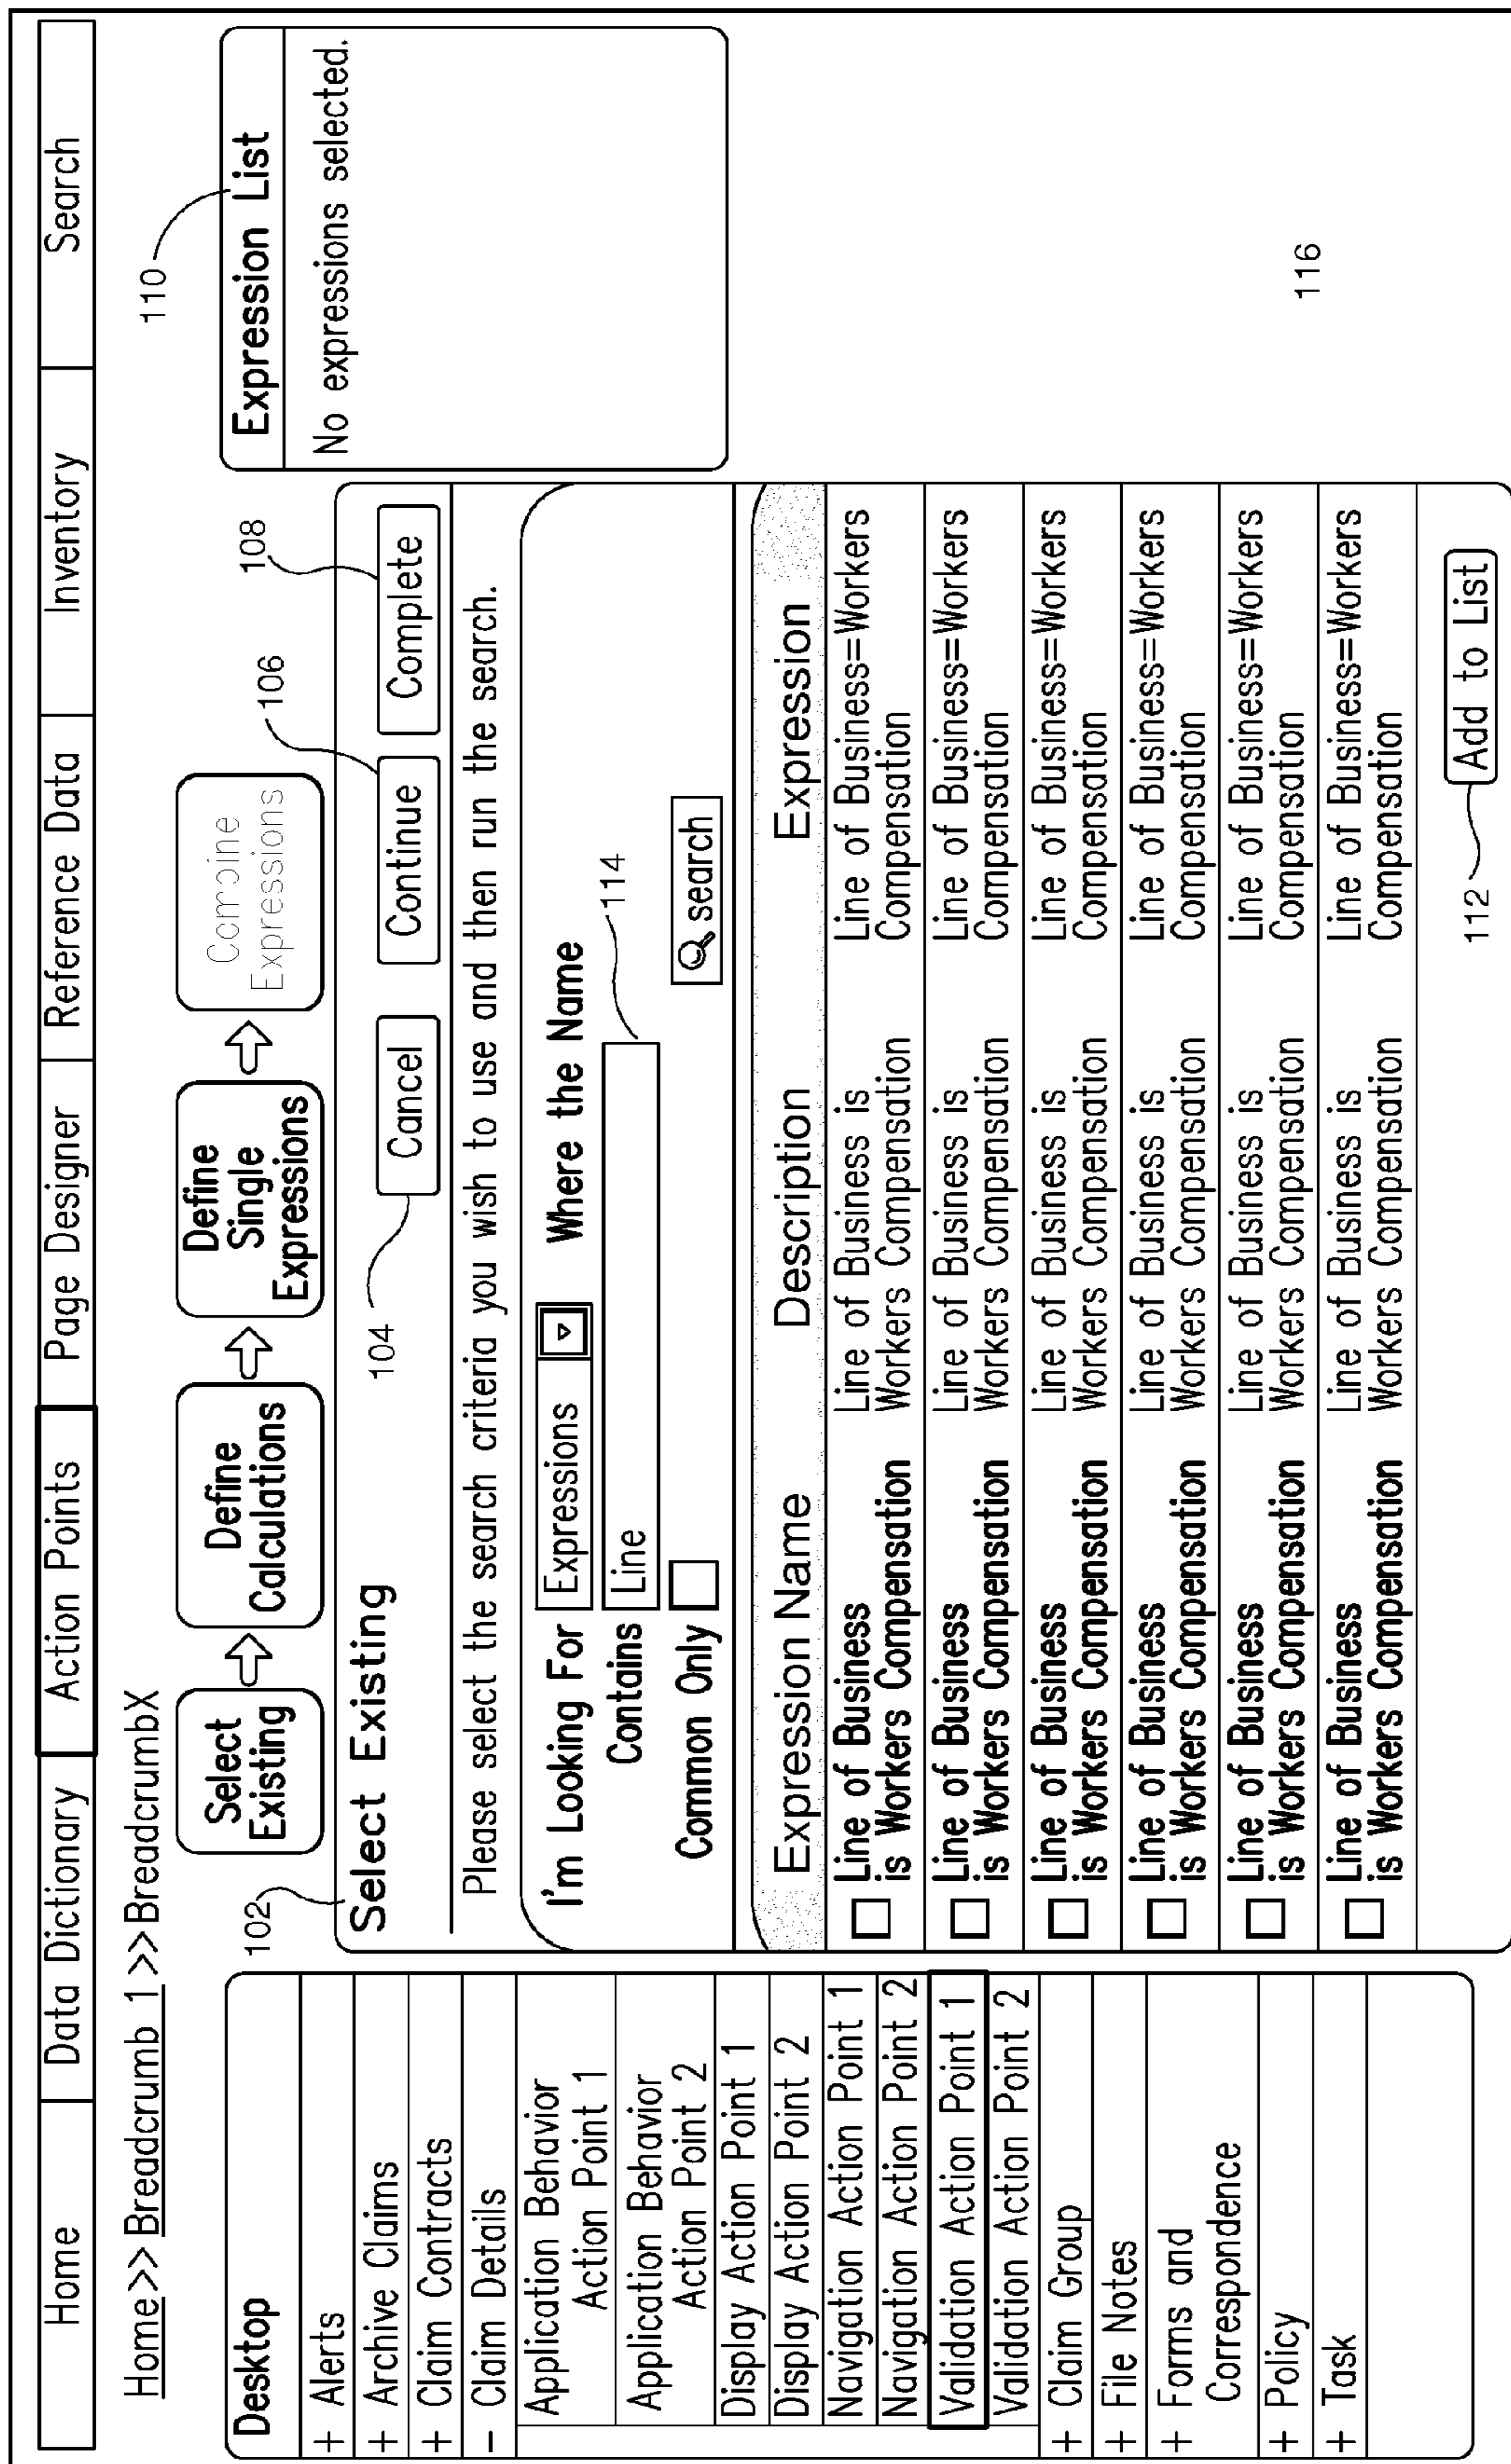 Home
Data Dictionary
Action Points
Page Designer
Reference Data
Inventory
Search
Home>>Breadcrumb 1>>BreadcrumbX
110
Desktop
+ Alerts
+ Archive Claims
+ Claim Contracts
- Claim Details
Application Behavior
Action Point 1
Application Behavior
Action Point 2
Display Action Point 1
Display Action Point 2
Navigation Action Point 1
Navigation Action Point 2
Validation Action Point 1
Validation Action Point 2
+ Claim Group
+ File Notes
+ Forms and
Correspondence
+ Policy
+ Task
Select
Existing
Define
Calculations
Define
Single
Expressions
Combine
Expressions
102
106
108
Select Existing
104
Cancel
Continue
Complete
Please select the search criteria you wish to use and then run the search.
I'm Looking For
Expressions
Where the Name
Contains
Line
114
Common Only
search
Expression Name
Description
Expression
Line of Business
is Workers Compensation
Line of Business is
Workers Compensation
Line of Business=Workers
Compensation
Line of Business
is Workers Compensation
Line of Business is
Workers Compensation
Line of Business=Workers
Compensation
Line of Business
is Workers Compensation
Line of Business is
Workers Compensation
Line of Business=Workers
Compensation
Line of Business
is Workers Compensation
Line of Business is
Workers Compensation
Line of Business=Workers
Compensation
Line of Business
is Workers Compensation
Line of Business is
Workers Compensation
Line of Business=Workers
Compensation
Line of Business
is Workers Compensation
Line of Business is
Workers Compensation
Line of Business=Workers
Compensation
112
Add to List
Expression List
No expressions selected.
116